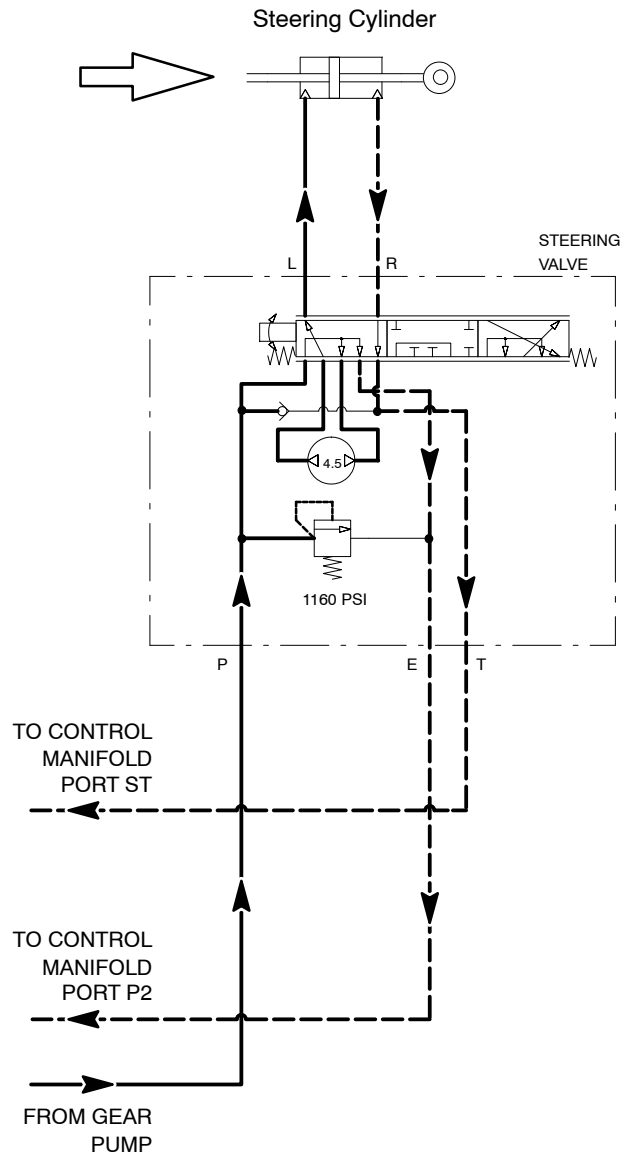 Steering Cylinder
STEERING
VALVE
L
R
4.5
1160 PSI
P
E
T
TO CONTROL
MANIFOLD
PORT ST
TO CONTROL
MANIFOLD
PORT P2
FROM GEAR
PUMP